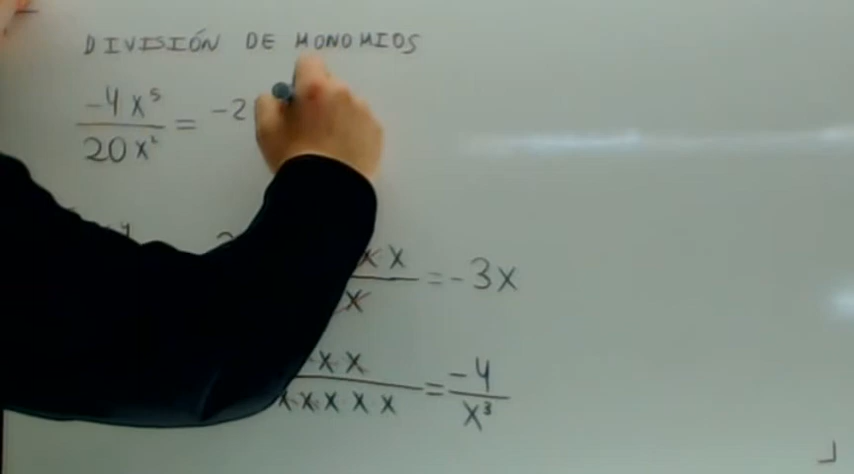 DIVISIÓN DE MONOMIOS
-4x⁵ / 20x² = -2
x x / x = -3x
x x / x x x x x = -4 / x³